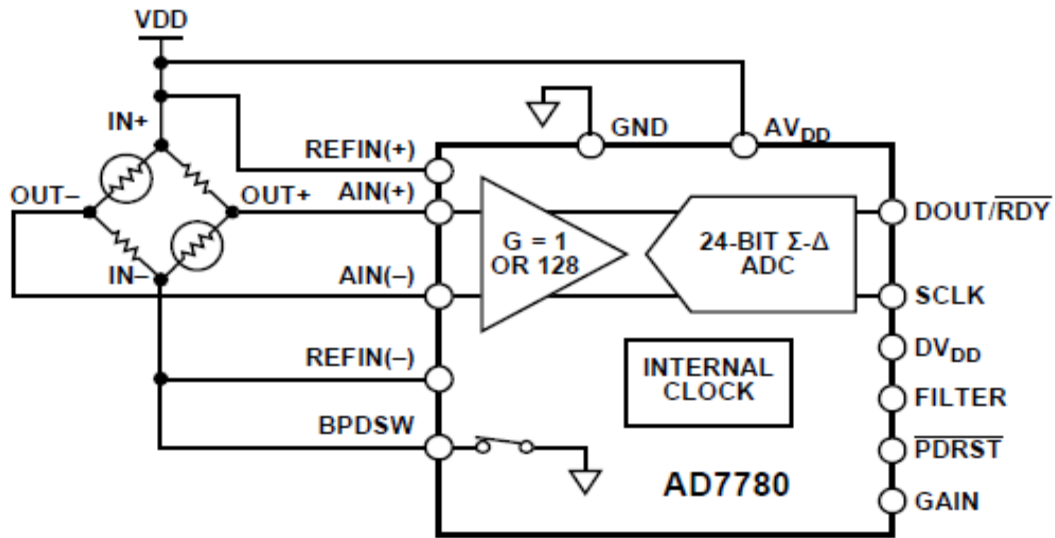 VDD
IN+
OUT–
OUT+
IN–
REFIN(+)
AIN(+)
AIN(–)
REFIN(–)
BPDSW
GND
AVDD
G = 1
OR 128
24-BIT Σ-Δ
ADC
INTERNAL
CLOCK
AD7780
DOUT/RDY
SCLK
DVDD
FILTER
PDRST
GAIN